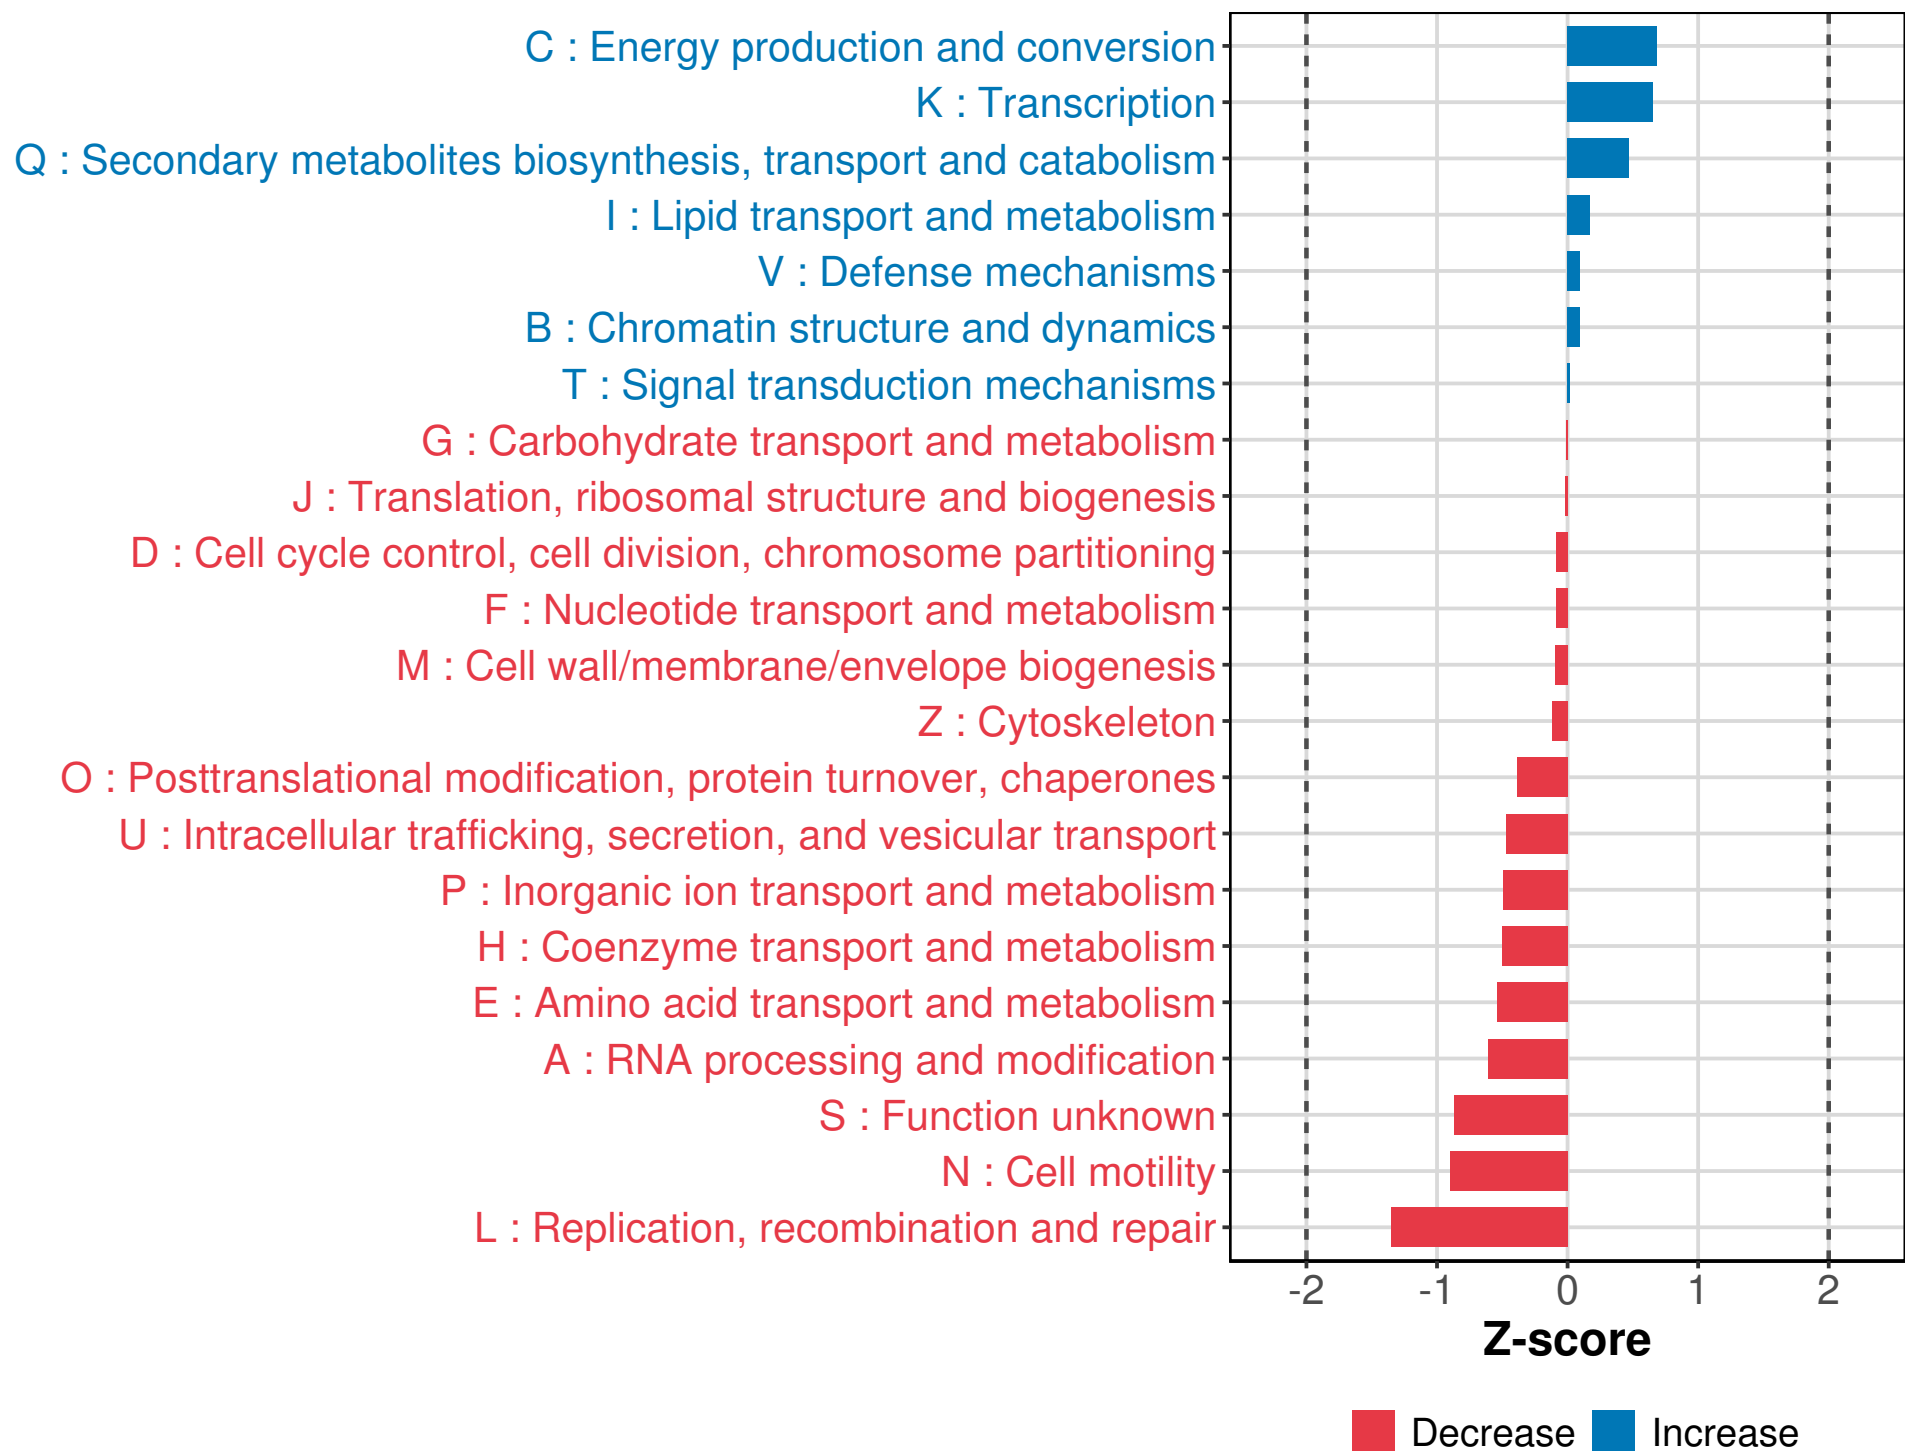 C : Energy production and conversion
K : Transcription
Q : Secondary metabolites biosynthesis, transport and catabolism
I : Lipid transport and metabolism
V : Defense mechanisms
B : Chromatin structure and dynamics
T : Signal transduction mechanisms
G : Carbohydrate transport and metabolism
J : Translation, ribosomal structure and biogenesis
D : Cell cycle control, cell division, chromosome partitioning
F : Nucleotide transport and metabolism
M : Cell wall/membrane/envelope biogenesis
Z : Cytoskeleton
O : Posttranslational modification, protein turnover, chaperones
U : Intracellular trafficking, secretion, and vesicular transport
P : Inorganic ion transport and metabolism
H : Coenzyme transport and metabolism
E : Amino acid transport and metabolism
A : RNA processing and modification
S : Function unknown
N : Cell motility
L : Replication, recombination and repair
-2 -1 0 1 2
Z-score
Decrease Increase